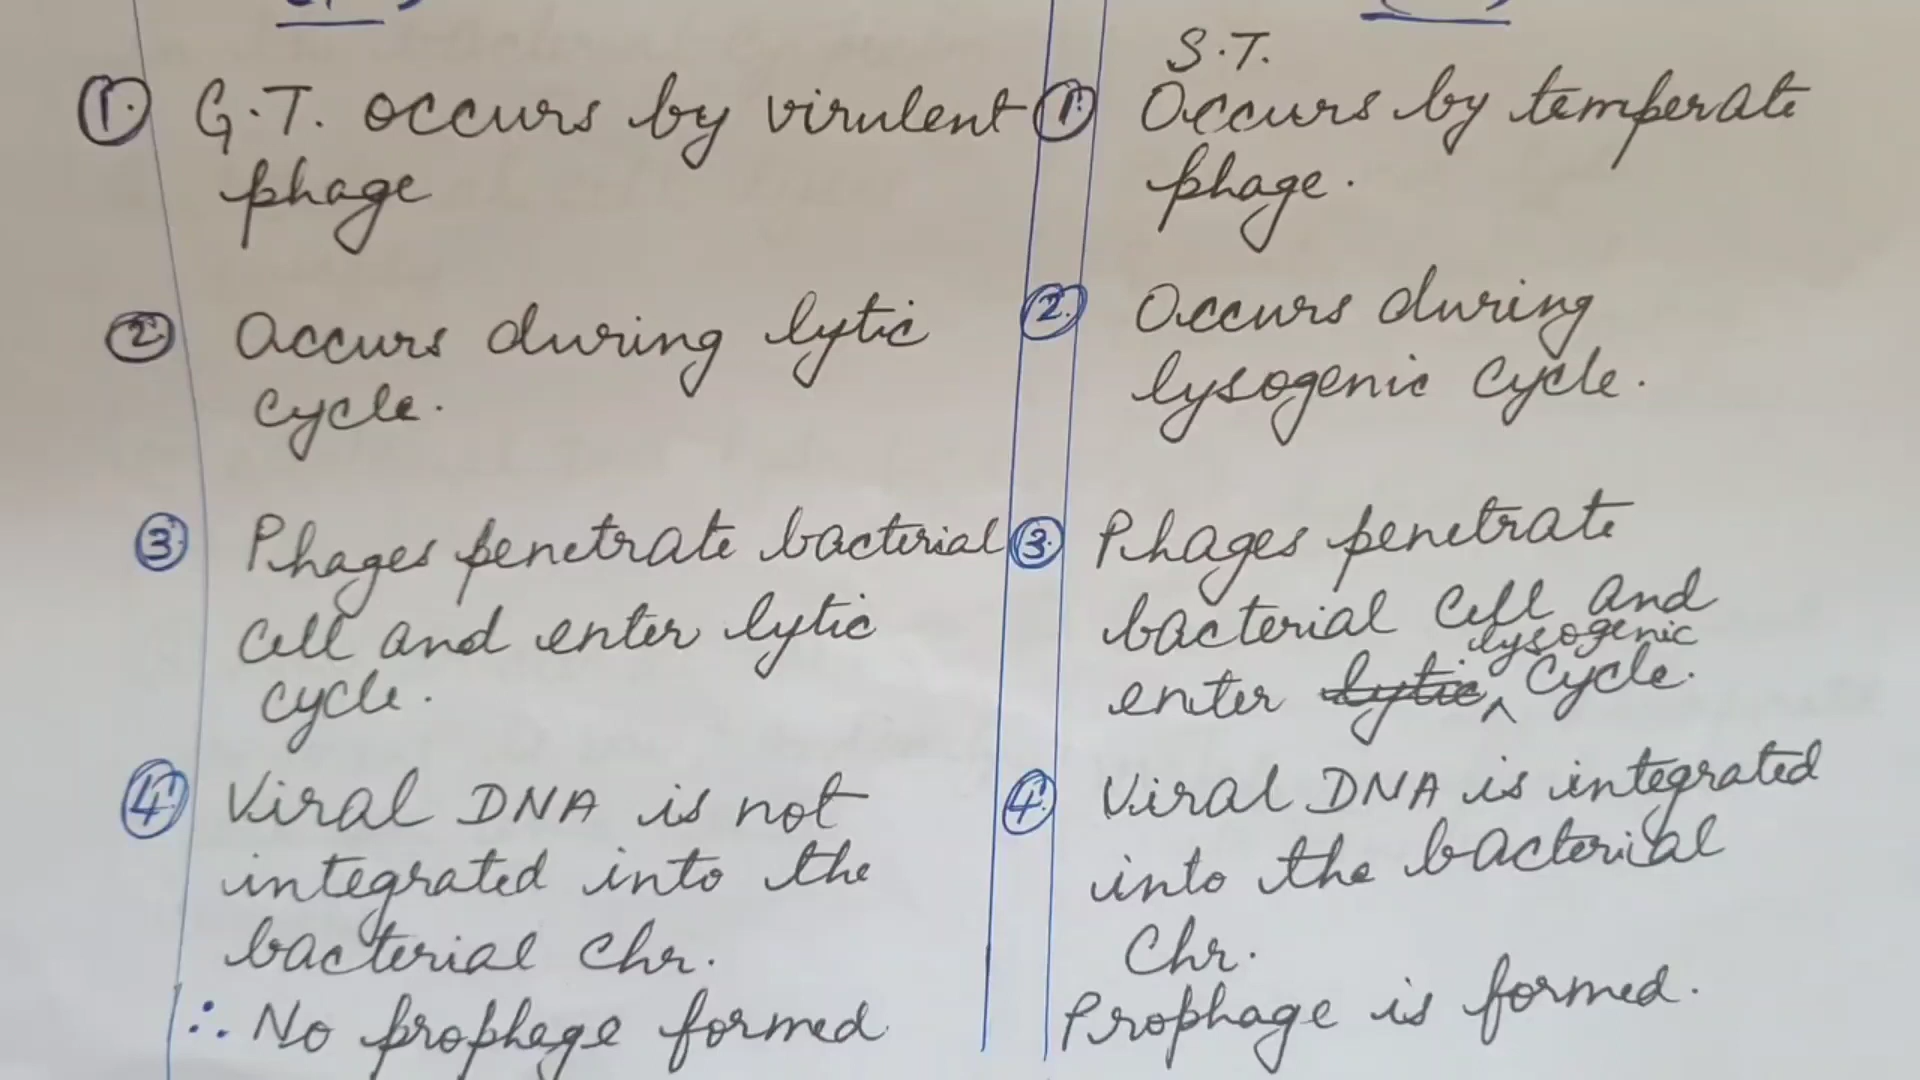 1. G.T. occurs by virulent
phage
2. Occurs during lytic
cycle.
3. Phages penetrate bacterial
cell and enter lytic
cycle.
4. Viral DNA is not
integrated into the
bacterial chr.
∴ No prophage formed
S.T.
1. Occurs by temperate
phage.
2. Occurs during
lysogenic cycle.
3. Phages penetrate
bacterial cell and
lysogenic
enter lytic ^ cycle.
4. Viral DNA is integrated
into the bacterial
Chr.
Prophage is formed.